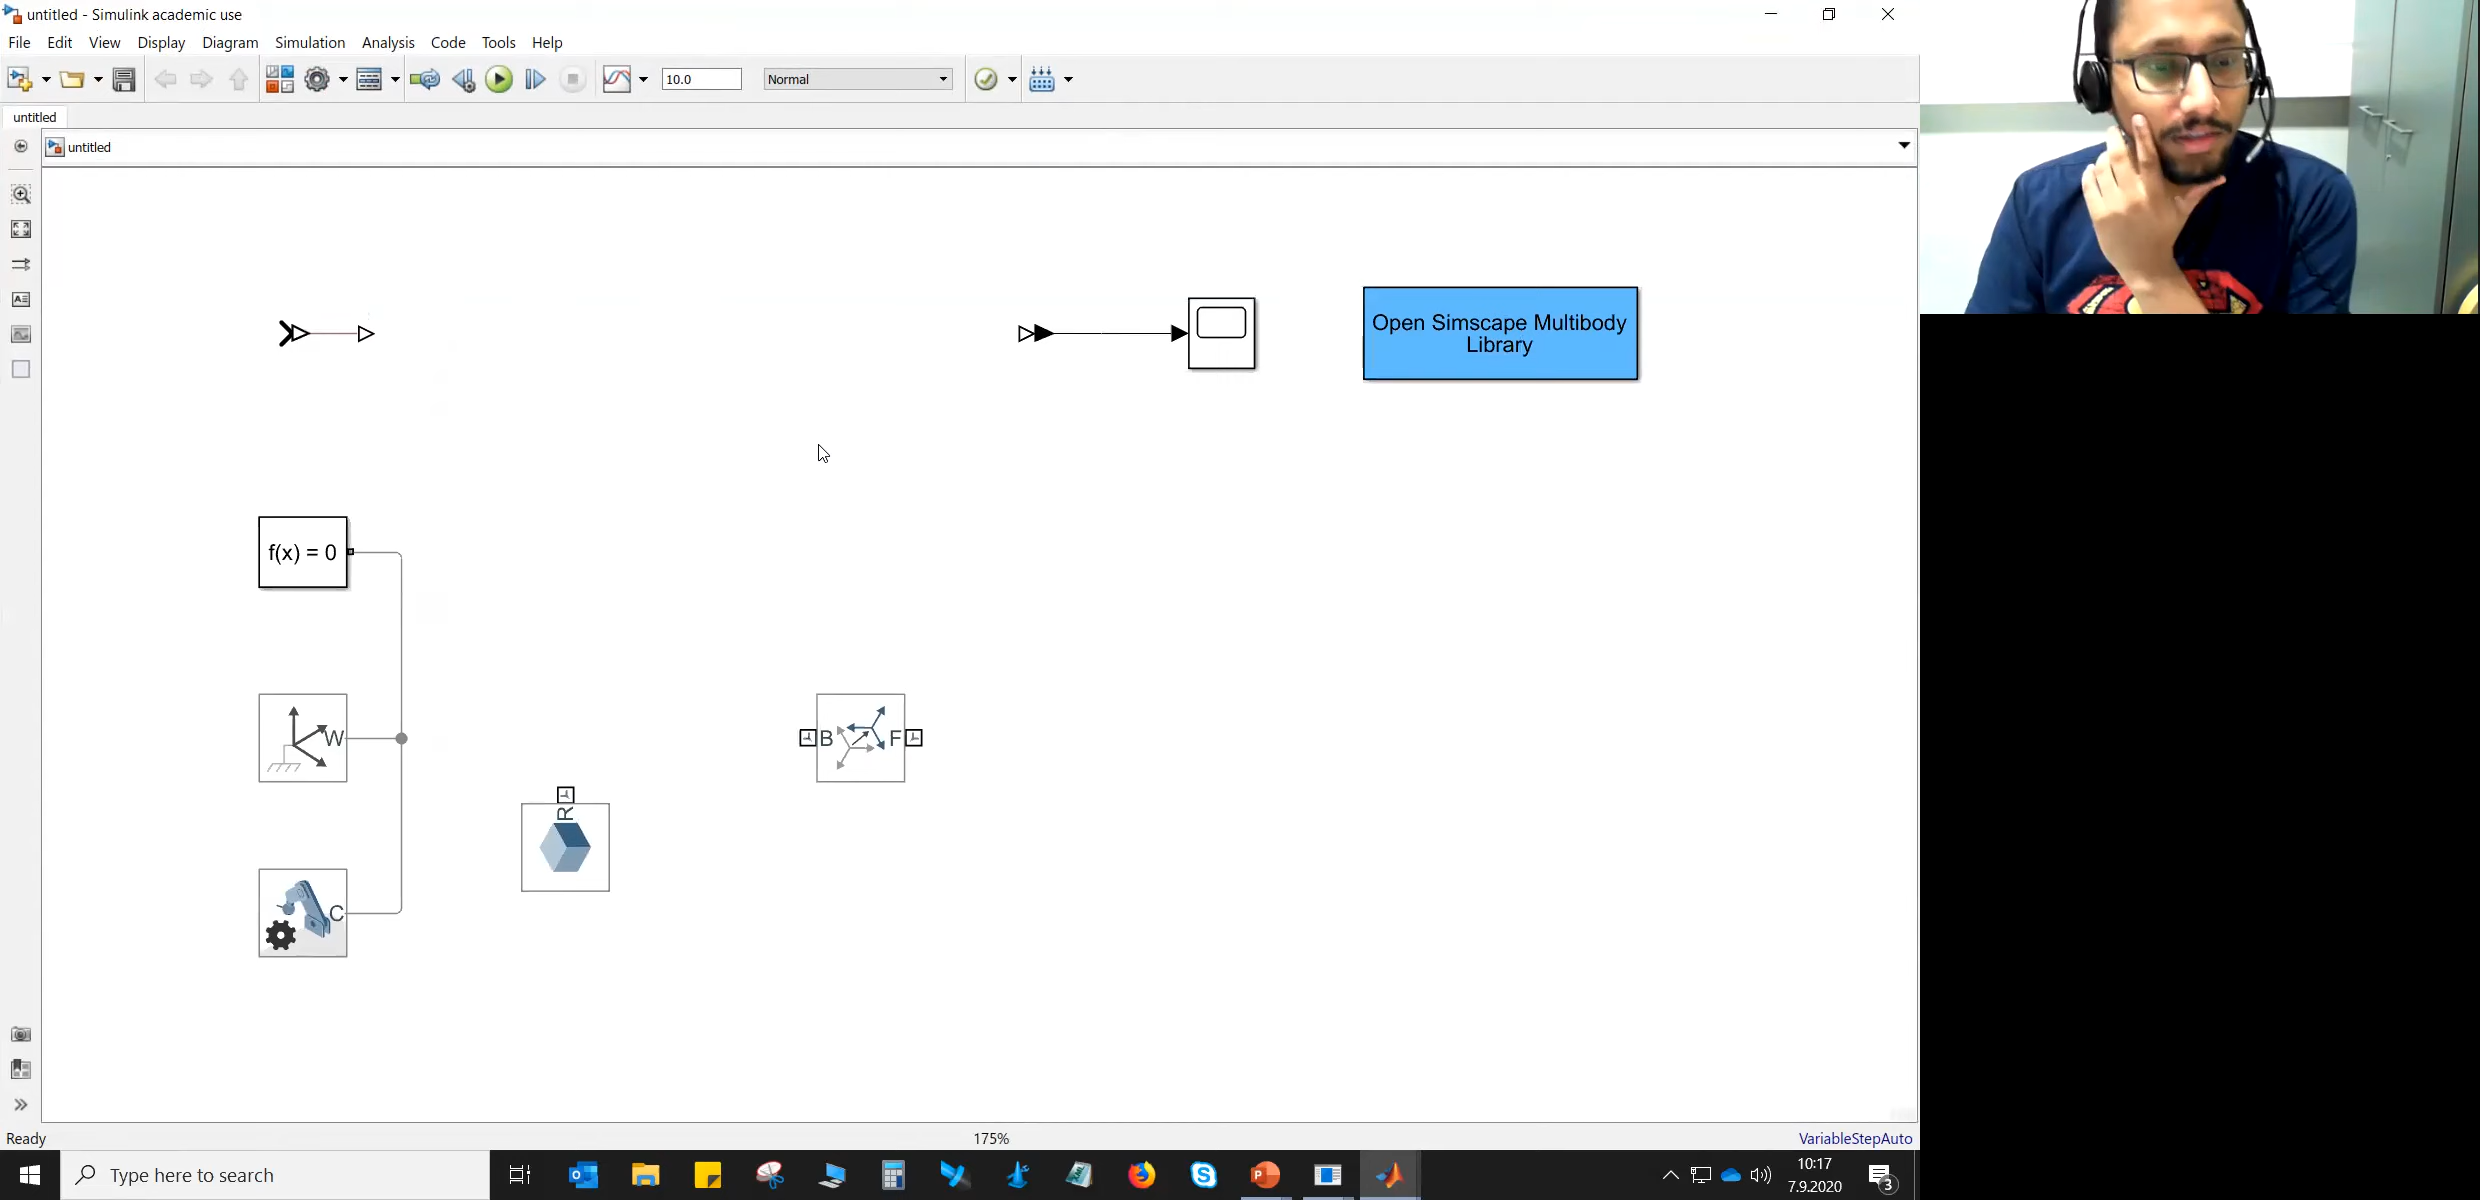 untitled - Simulink academic use
File Edit View Display Diagram Simulation Analysis Code Tools Help
10.0 Normal
untitled
untitled
Open Simscape Multibody
Library
f(x) = 0
W
B F
R
C
Ready 175% VariableStepAuto
Type here to search
10:17
7.9.2020
3